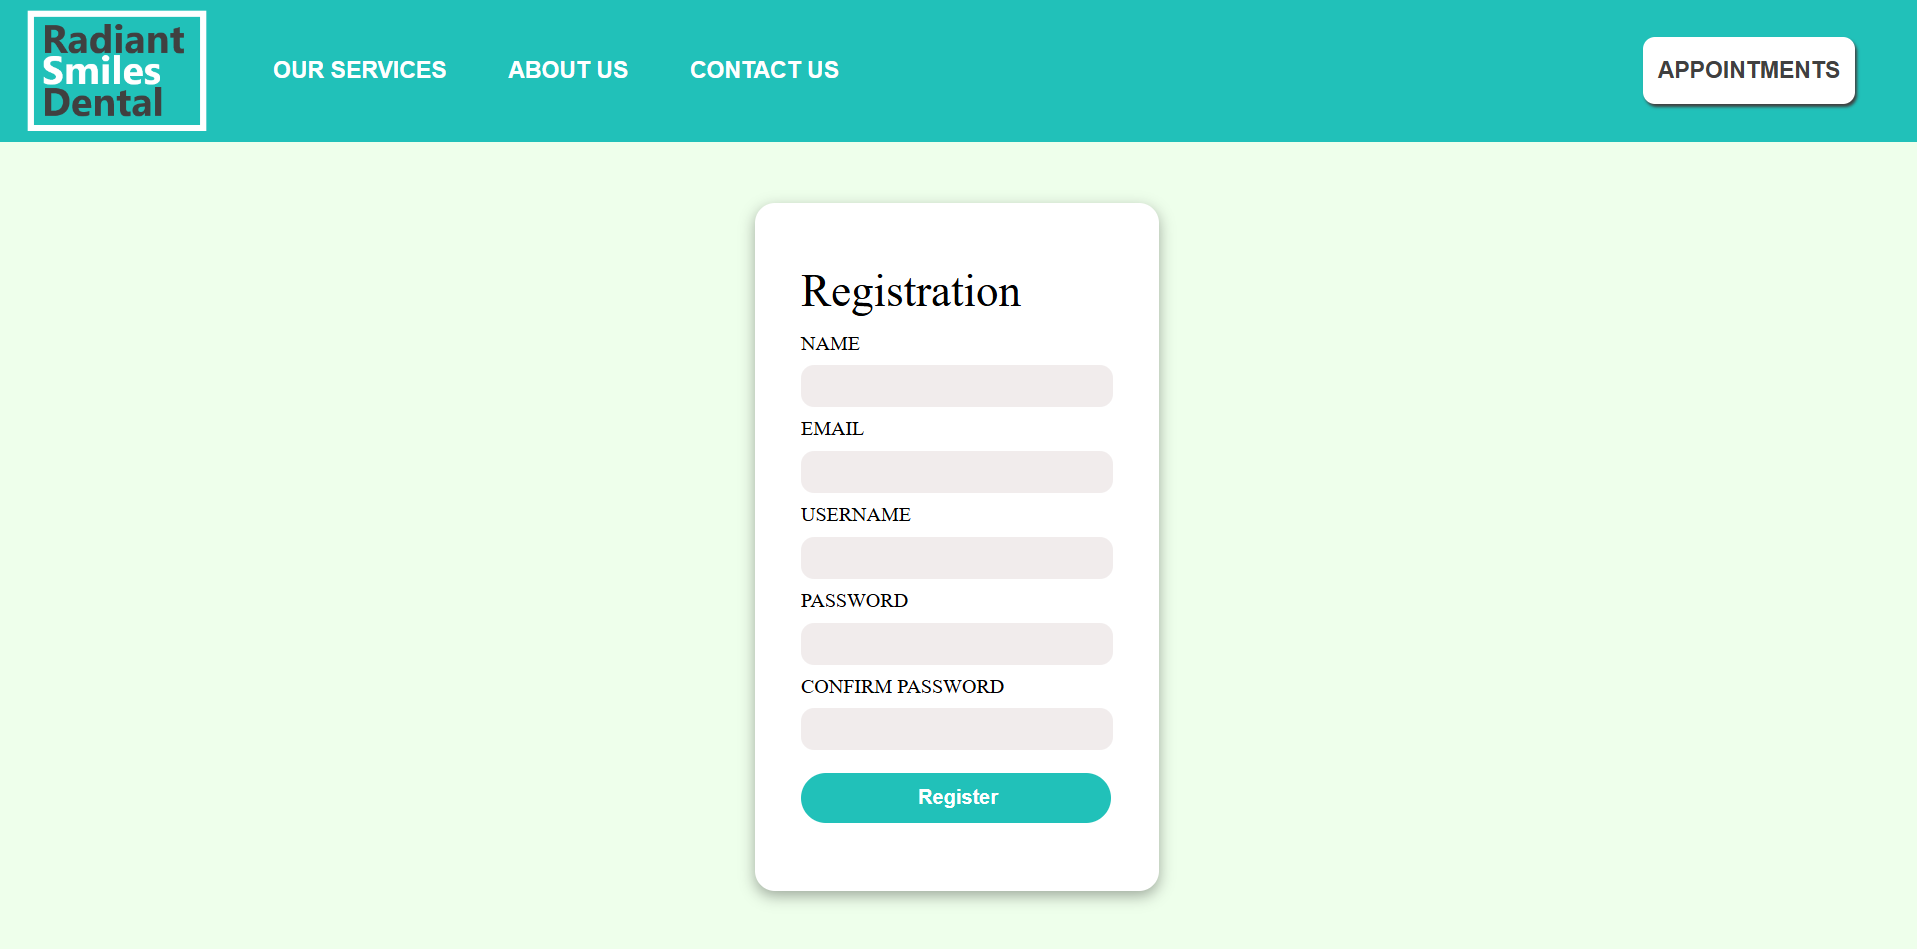 Radiant
Smiles
Dental
OUR SERVICES ABOUT US CONTACT US APPOINTMENTS
Registration
NAME
EMAIL
USERNAME
PASSWORD
CONFIRM PASSWORD
Register